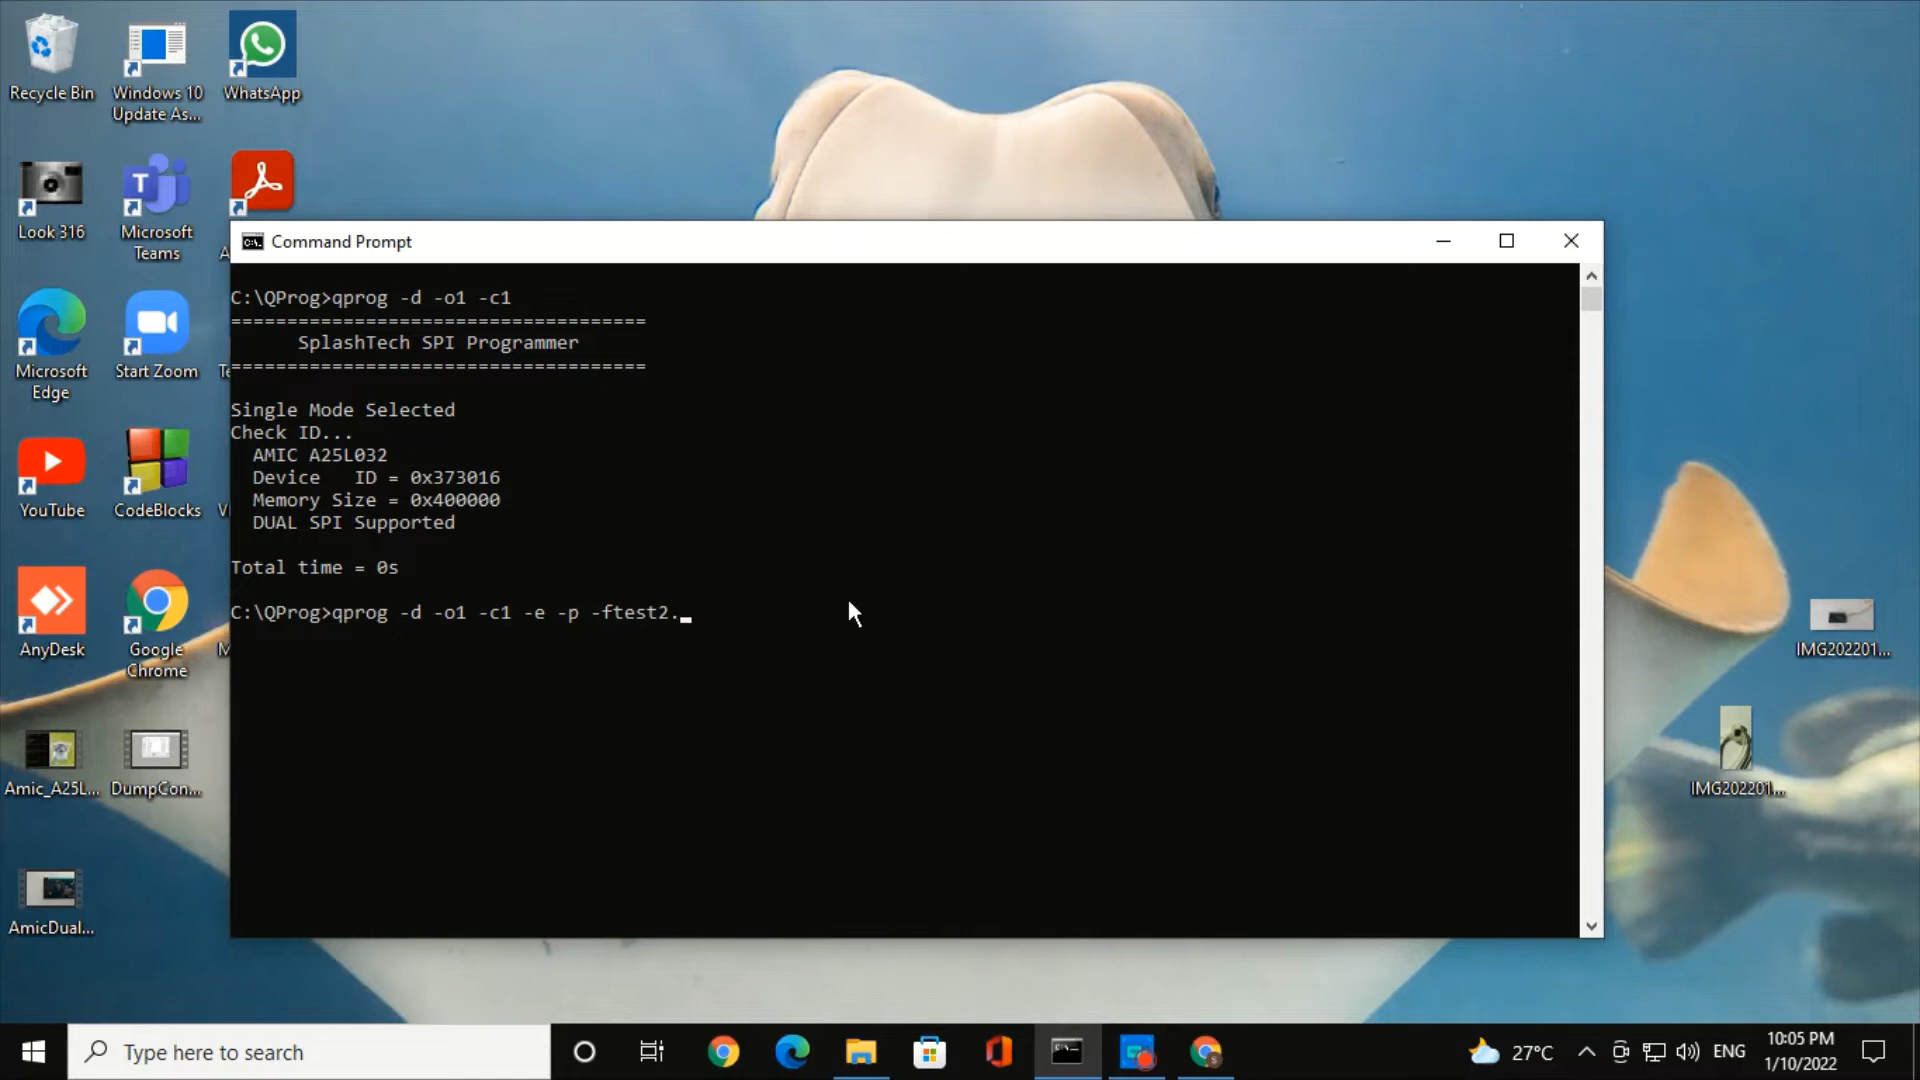 Recycle Bin
Windows 10
Update As...
WhatsApp
Look 316
Microsoft
Teams
Microsoft
Edge
Start Zoom
YouTube
CodeBlocks
AnyDesk
Google
Chrome
Amic_A25L...
DumpCon...
AmicDual...
Command Prompt
C:\QProg>qprog -d -o1 -c1
=====================================
SplashTech SPI Programmer
=====================================
Single Mode Selected
Check ID...
AMIC A25L032
Device   ID = 0x373016
Memory Size = 0x400000
DUAL SPI Supported
Total time = 0s
C:\QProg>qprog -d -o1 -c1 -e -p -ftest2._
IMG202201...
IMG202201...
Type here to search
27°C
ENG
10:05 PM
1/10/2022